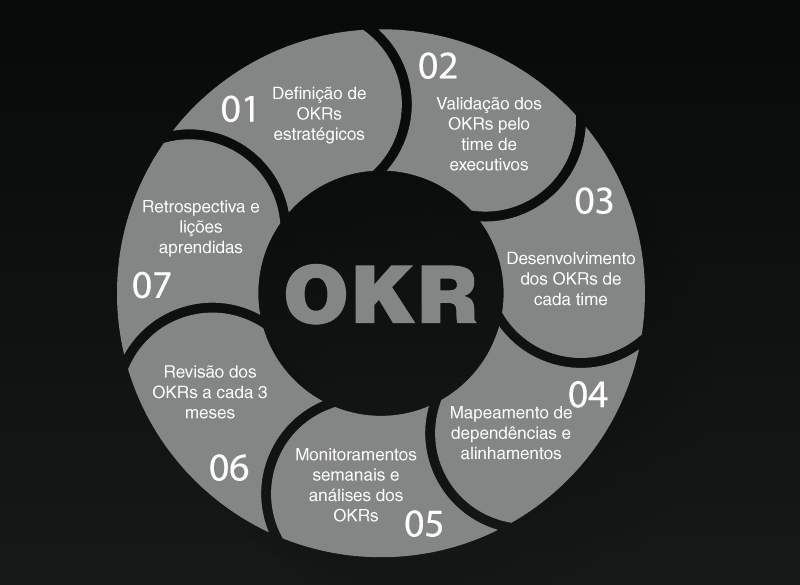 01
Definição de
OKRs
estratégicos
02
Validação dos
OKRs pelo
time de
executivos
03
Desenvolvimento
dos OKRs de
cada time
04
Mapeamento de
dependências e
alinhamentos
05
Monitoramentos
semanais e
análises dos
OKRs
06
Revisão dos
OKRs a cada 3
meses
07
Retrospectiva e
lições
aprendidas
OKR